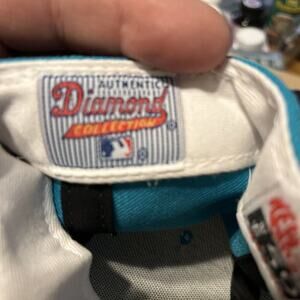 AUTHENTIC
Diamond
COLLECTION
®